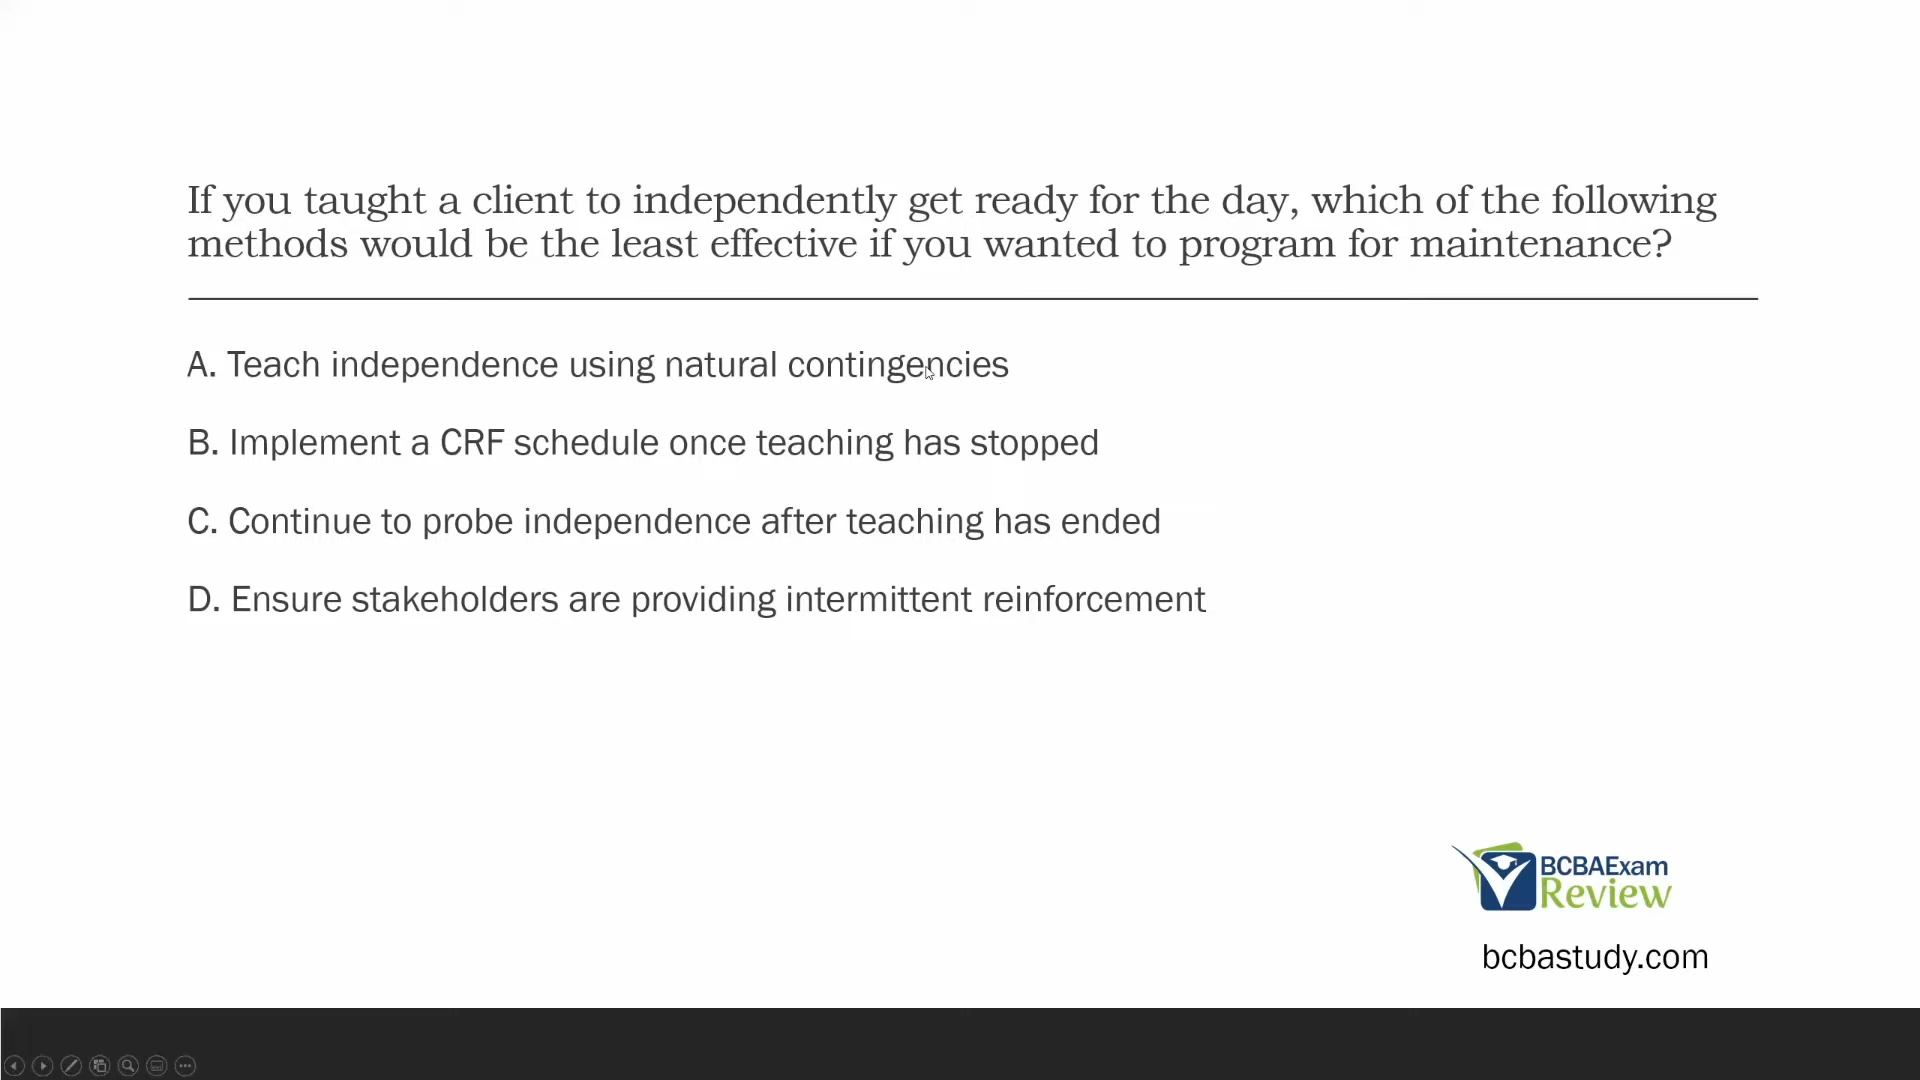 If you taught a client to independently get ready for the day, which of the following
methods would be the least effective if you wanted to program for maintenance?
A. Teach independence using natural contingencies
B. Implement a CRF schedule once teaching has stopped
C. Continue to probe independence after teaching has ended
D. Ensure stakeholders are providing intermittent reinforcement
BCBAExam
Review
bcbastudy.com